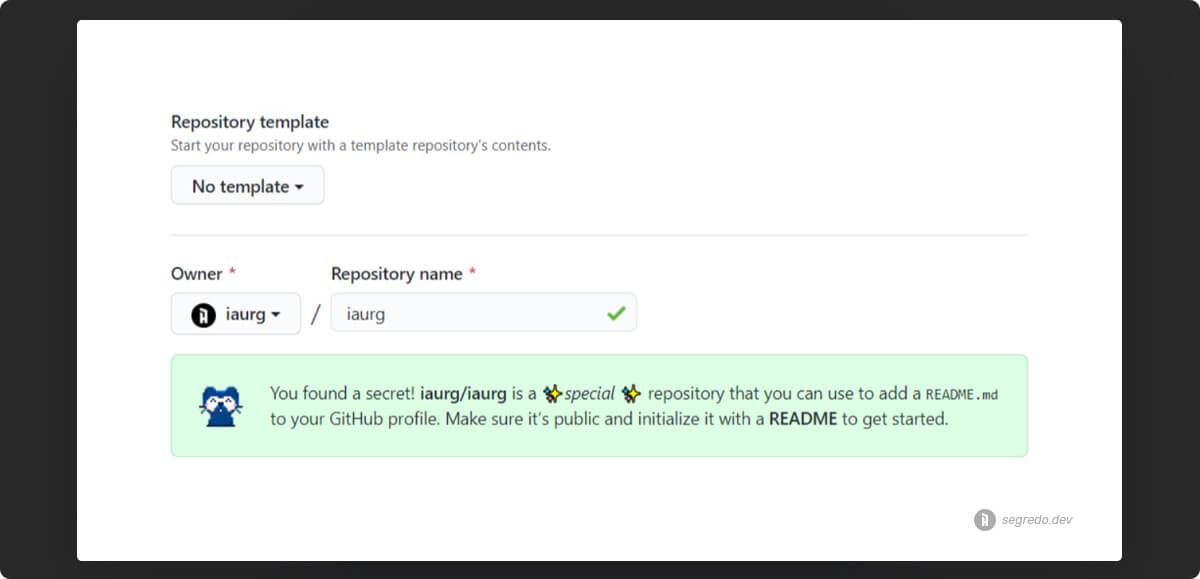 Repository template
Start your repository with a template repository's contents.
No template
Owner *
Repository name *
iaurg
/
iaurg
You found a secret! iaurg/iaurg is a ✨special ✨ repository that you can use to add a README.md
to your GitHub profile. Make sure it's public and initialize it with a README to get started.
segredo.dev